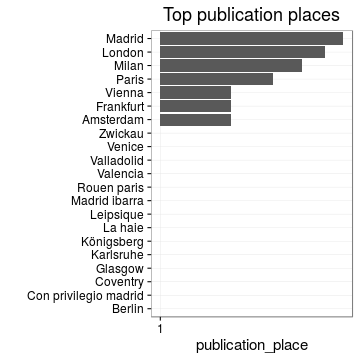 Top publication places
Madrid
London
Milan
Paris
Vienna
Frankfurt
Amsterdam
Zwickau
Venice
Valladolid
Valencia
Rouen paris
Madrid ibarra
Leipsique
La haie
Königsberg
Karlsruhe
Glasgow
Coventry
Con privilegio madrid
Berlin
1
publication_place